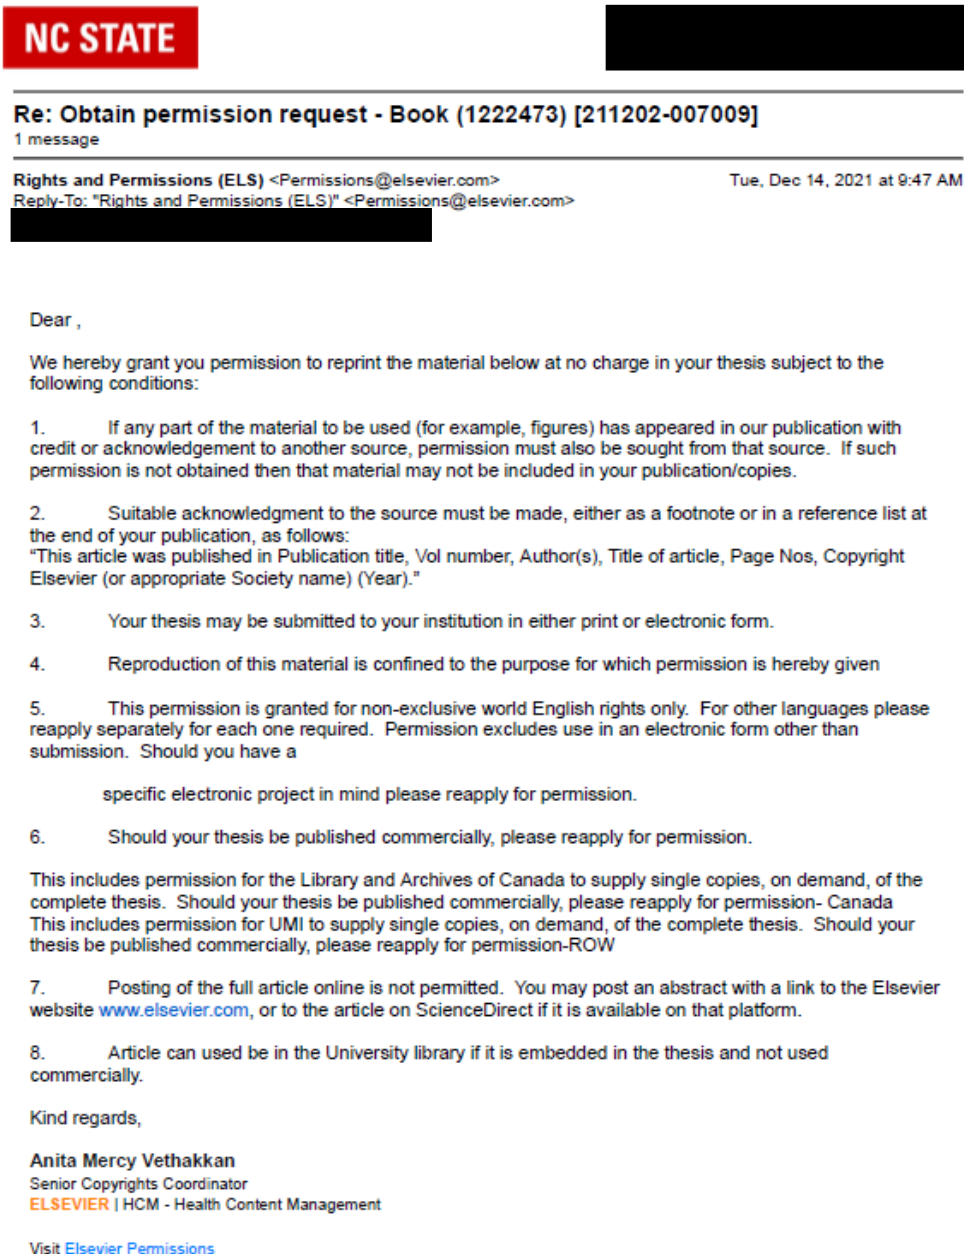 NC STATE
Re: Obtain permission request - Book (1222473) [211202-007009]
1 message
Rights and Permissions (ELS) <Permissions@elsevier.com> Tue, Dec 14, 2021 at 9:47 AM
Reply-To: "Rights and Permissions (ELS)" <Permissions@elsevier.com>
Dear ,
We hereby grant you permission to reprint the material below at no charge in your thesis subject to the
following conditions:
1. If any part of the material to be used (for example, figures) has appeared in our publication with
credit or acknowledgement to another source, permission must also be sought from that source.  If such
permission is not obtained then that material may not be included in your publication/copies.
2. Suitable acknowledgment to the source must be made, either as a footnote or in a reference list at
the end of your publication, as follows:
“This article was published in Publication title, Vol number, Author(s), Title of article, Page Nos, Copyright
Elsevier (or appropriate Society name) (Year).”
3. Your thesis may be submitted to your institution in either print or electronic form.
4. Reproduction of this material is confined to the purpose for which permission is hereby given
5. This permission is granted for non-exclusive world English rights only.  For other languages please
reapply separately for each one required.  Permission excludes use in an electronic form other than
submission.  Should you have a
specific electronic project in mind please reapply for permission.
6. Should your thesis be published commercially, please reapply for permission.
This includes permission for the Library and Archives of Canada to supply single copies, on demand, of the
complete thesis.  Should your thesis be published commercially, please reapply for permission- Canada
This includes permission for UMI to supply single copies, on demand, of the complete thesis.  Should your
thesis be published commercially, please reapply for permission-ROW
7. Posting of the full article online is not permitted.  You may post an abstract with a link to the Elsevier
website www.elsevier.com, or to the article on ScienceDirect if it is available on that platform.
8. Article can used be in the University library if it is embedded in the thesis and not used
commercially.
Kind regards,
Anita Mercy Vethakkan
Senior Copyrights Coordinator
ELSEVIER | HCM - Health Content Management
Visit Elsevier Permissions